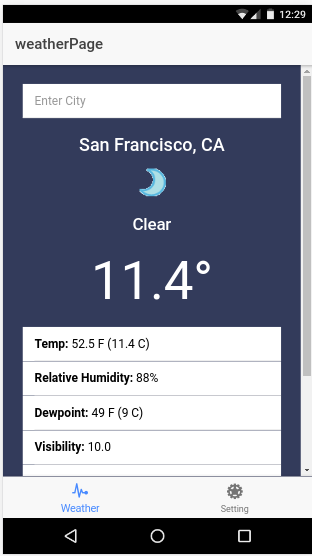 12:29
weatherPage
Enter City
San Francisco, CA
Clear
11.4°
Temp: 52.5 F (11.4 C)
Relative Humidity: 88%
Dewpoint: 49 F (9 C)
Visibility: 10.0
Weather
Setting